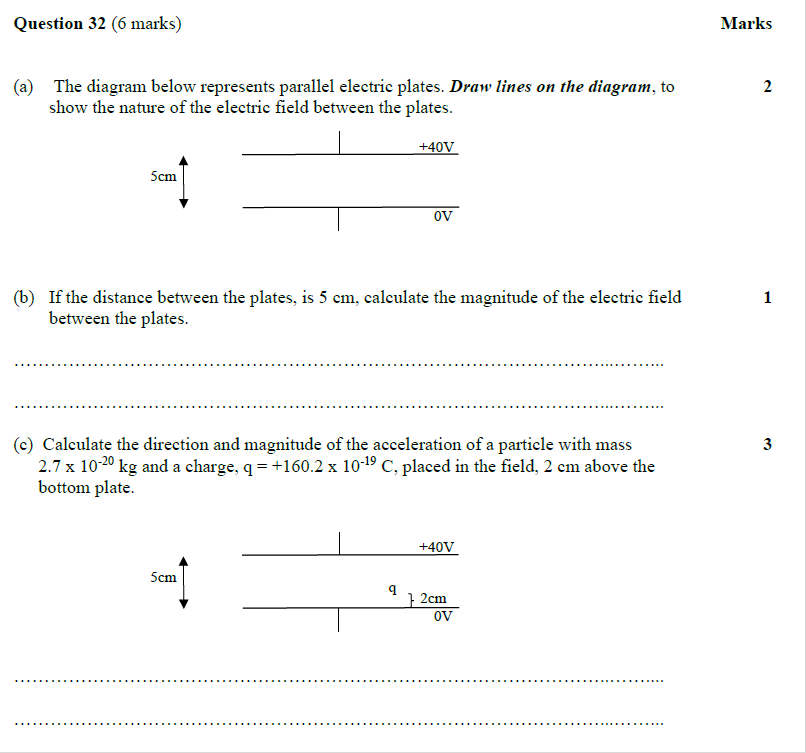 Question 32 (6 marks) Marks
(a) The diagram below represents parallel electric plates. Draw lines on the diagram, to 2
show the nature of the electric field between the plates.
+40V
5cm
0V
(b) If the distance between the plates, is 5 cm, calculate the magnitude of the electric field 1
between the plates.
(c) Calculate the direction and magnitude of the acceleration of a particle with mass 3
2.7 x 10⁻²⁰ kg and a charge, q = +160.2 x 10⁻¹⁹ C, placed in the field, 2 cm above the
bottom plate.
+40V
5cm
q
} 2cm
0V